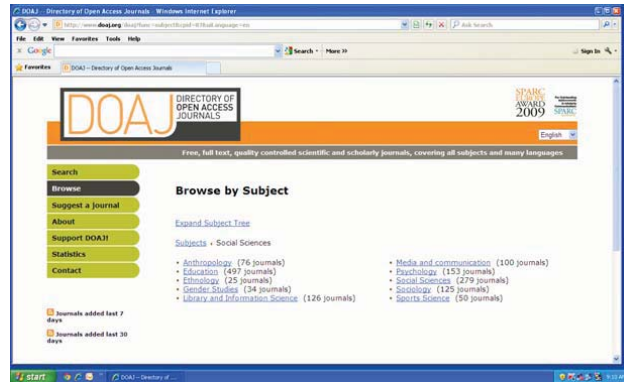 DOAJ -- Directory of Open Access Journals - Windows Internet Explorer
File Edit View Favorites Tools Help
Google
Search
More »
Sign In
Favorites
DOAJ -- Directory of Open Access Journals
DOAJ
DIRECTORY OF
OPEN ACCESS
JOURNALS
SPARC
EUROPE
AWARD
2009
SPARC
English
Free, full text, quality controlled scientific and scholarly journals, covering all subjects and many languages
Search
Browse
Suggest a journal
About
Support DOAJ!
Statistics
Contact
Journals added last 7
days
Journals added last 30
days
Browse by Subject
Expand Subject Tree
Subjects Social Sciences
• Anthropology (76 journals)
• Education (497 journals)
• Ethnology (25 journals)
• Gender Studies (34 journals)
• Library and Information Science (126 journals)
• Media and communication (100 journals)
• Psychology (153 journals)
• Social Sciences (279 journals)
• Sociology (125 journals)
• Sports Science (50 journals)
start
DOAJ -- Directory of ...